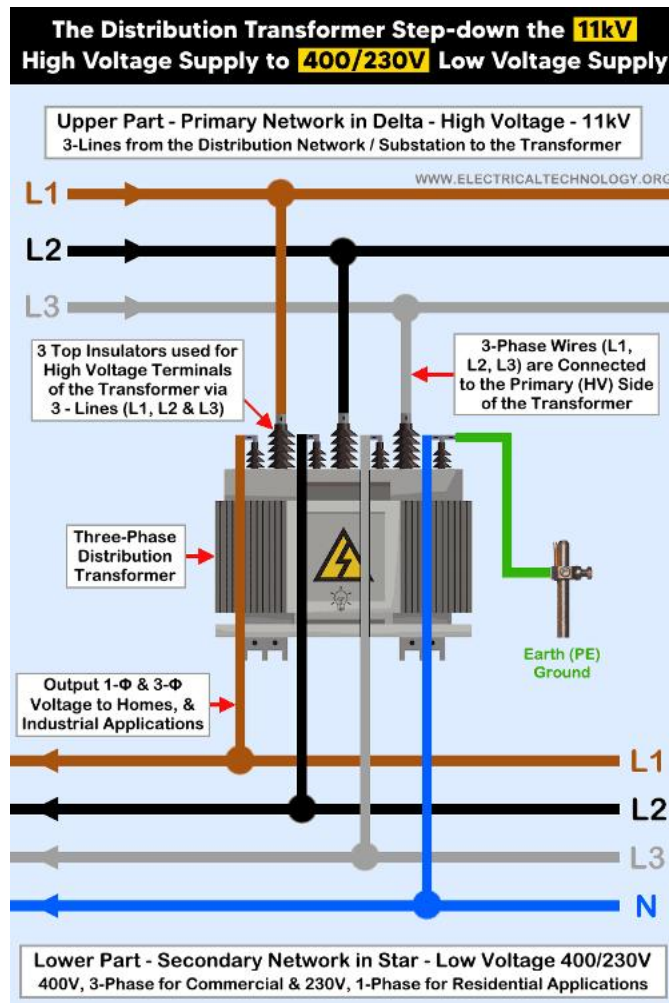 The Distribution Transformer Step-down the 11kV
High Voltage Supply to 400/230V Low Voltage Supply
Upper Part - Primary Network in Delta - High Voltage - 11kV
3-Lines from the Distribution Network / Substation to the Transformer
WWW.ELECTRICALTECHNOLOGY.ORG
L1
L2
L3
3 Top Insulators used for
High Voltage Terminals
of the Transformer via
3 - Lines (L1, L2 & L3)
3-Phase Wires (L1,
L2, L3) are Connected
to the Primary (HV) Side
of the Transformer
Three-Phase
Distribution
Transformer
Earth (PE)
Ground
Output 1-Φ & 3-Φ
Voltage to Homes, &
Industrial Applications
L1
L2
L3
N
Lower Part - Secondary Network in Star - Low Voltage 400/230V
400V, 3-Phase for Commercial & 230V, 1-Phase for Residential Applications